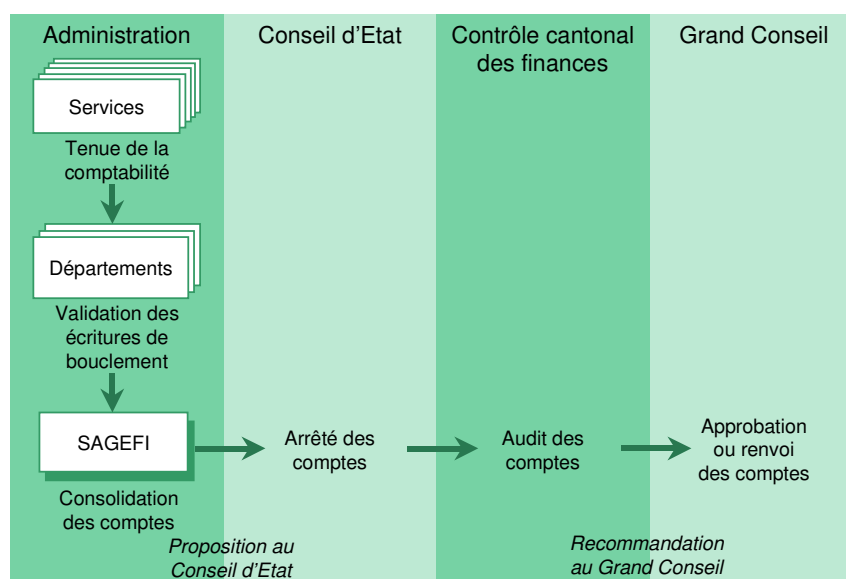 Administration
Conseil d'Etat
Contrôle cantonal
des finances
Grand Conseil
Services
Tenue de la
comptabilité
Départements
Validation des
écritures de
bouclement
SAGEFI
Consolidation
des comptes
Arrêté des
comptes
Audit des
comptes
Approbation
ou renvoi
des comptes
Proposition au
Conseil d'Etat
Recommandation
au Grand Conseil